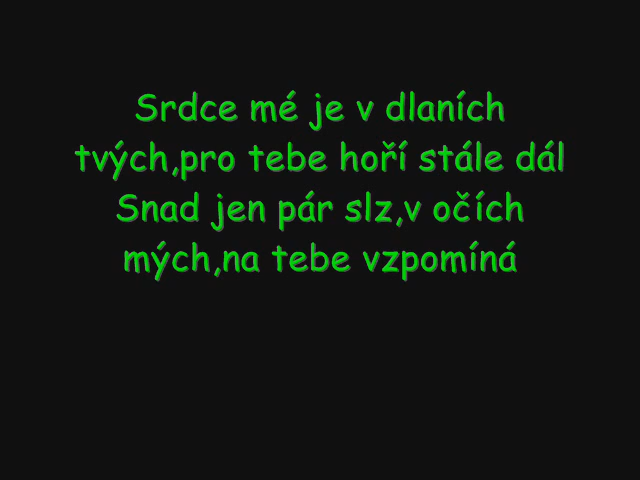 Srdce mé je v dlaních
tvých,pro tebe hoří stále dál
Snad jen pár slz,v očích
mých,na tebe vzpomíná